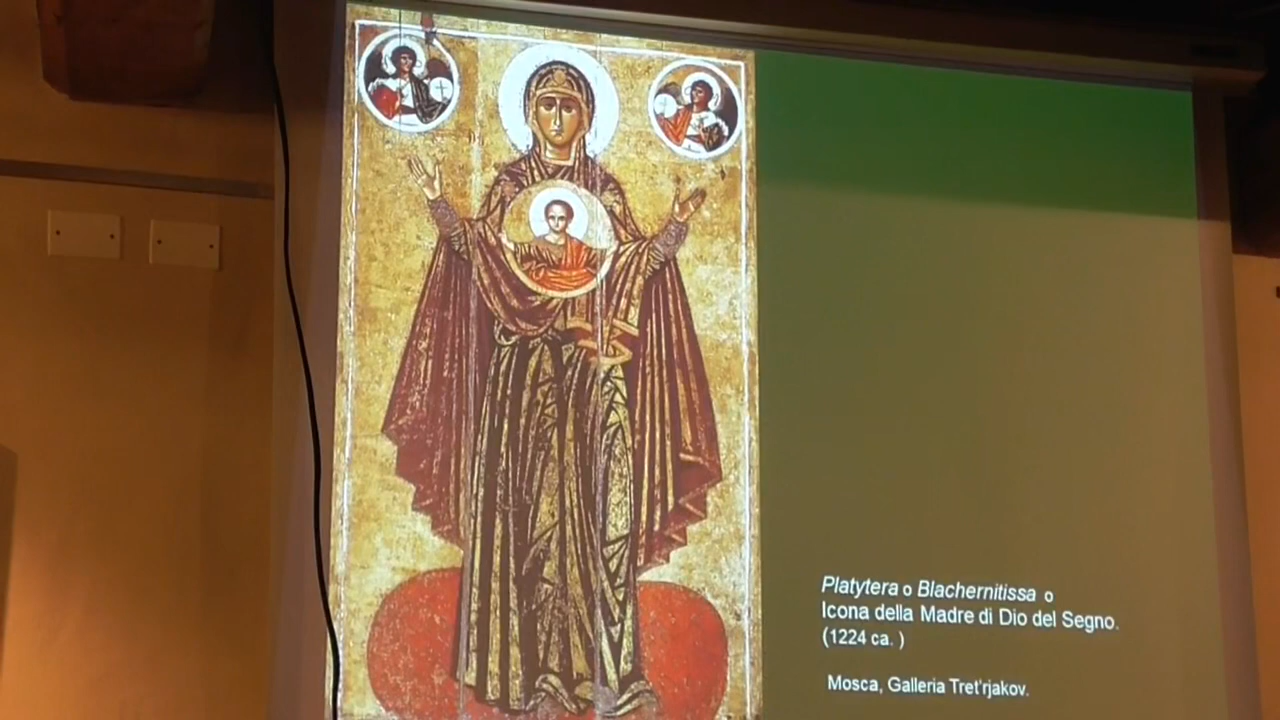 Platytera o Blachernitissa o
Icona della Madre di Dio del Segno.
(1224 ca. )
Mosca, Galleria Tret'rjakov.